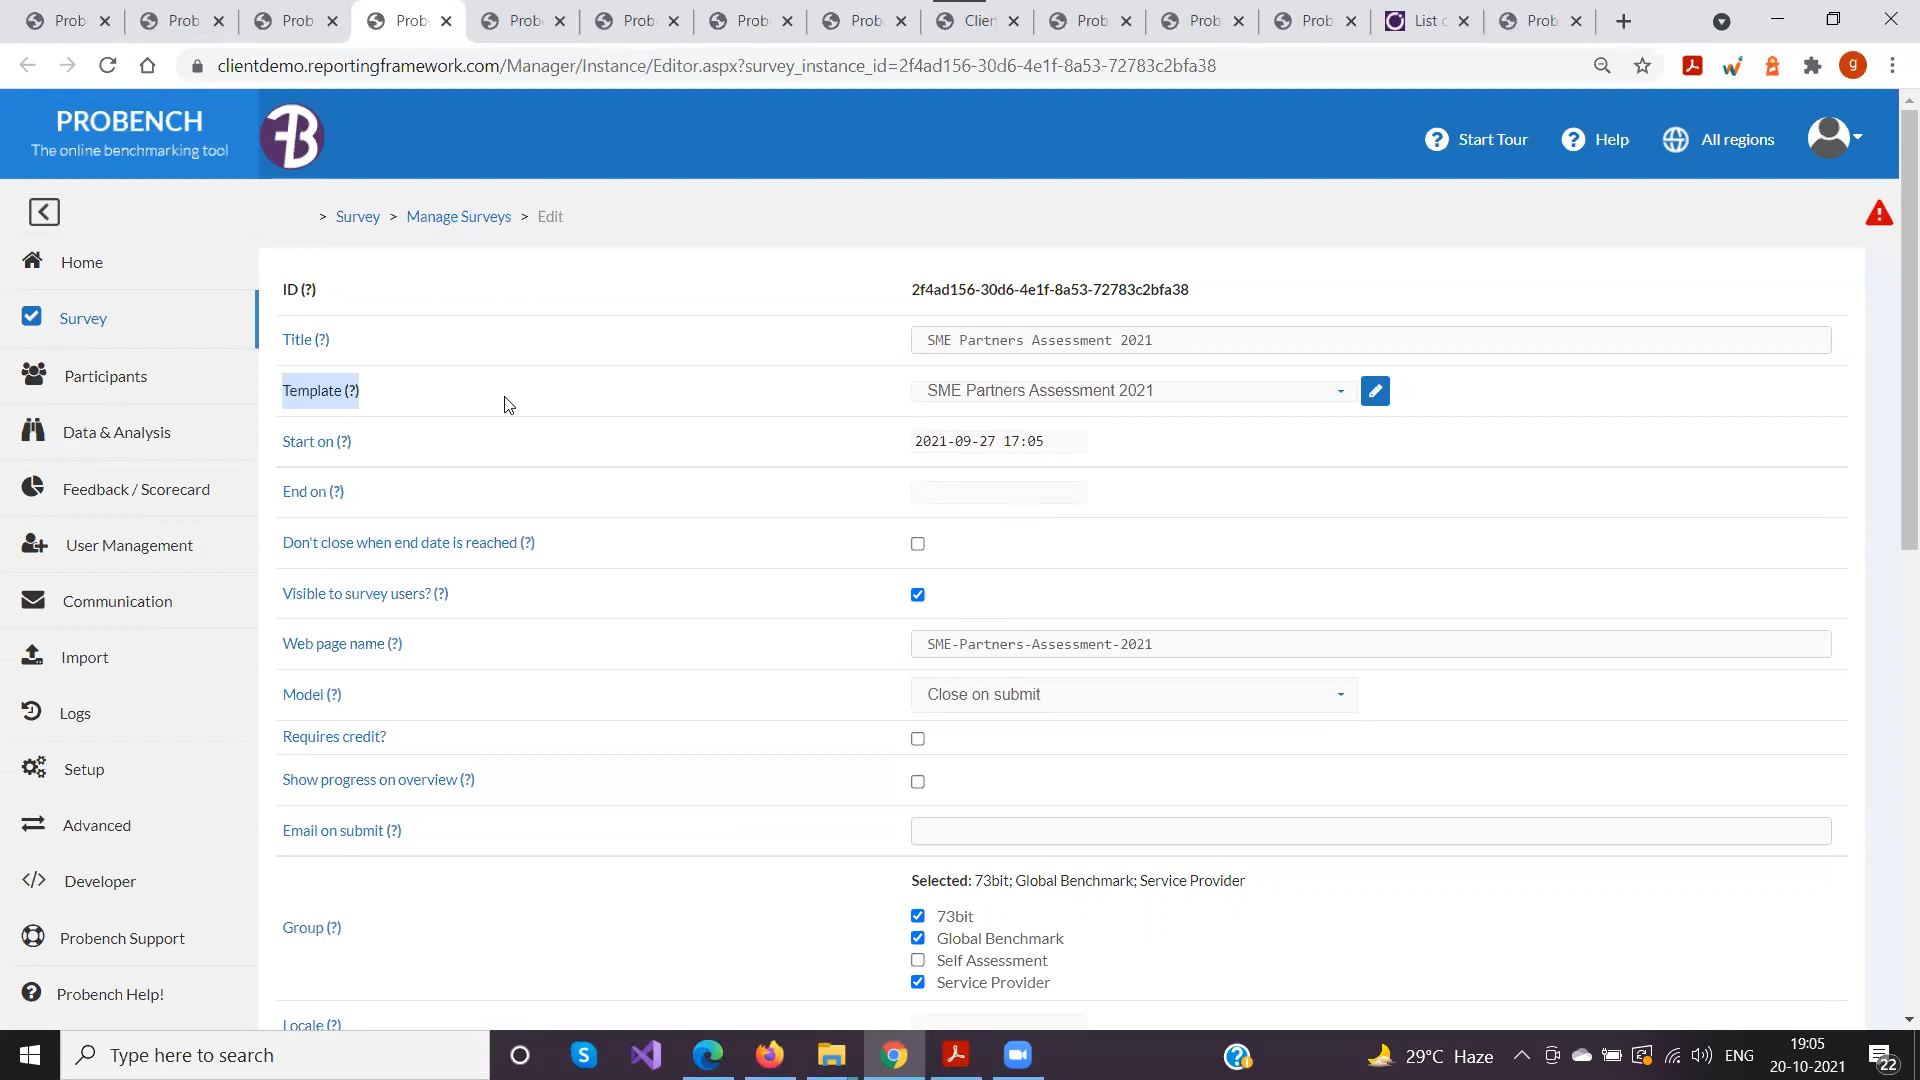 Prob Prob Prob Prob Prob Prob Prob Prob Clier Prob Prob Prob List c Prob
clientdemo.reportingframework.com/Manager/Instance/Editor.aspx?survey_instance_id=2f4ad156-30d6-4e1f-8a53-72783c2bfa38
g
PROBENCH
The online benchmarking tool
Start Tour Help All regions
> Survey > Manage Surveys > Edit
Home
Survey
Participants
Data & Analysis
Feedback / Scorecard
User Management
Communication
Import
Logs
Setup
Advanced
Developer
Probench Support
Probench Help!
ID (?) 2f4ad156-30d6-4e1f-8a53-72783c2bfa38
Title (?) SME Partners Assessment 2021
Template (?) SME Partners Assessment 2021
Start on (?) 2021-09-27 17:05
End on (?)
Don't close when end date is reached (?)
Visible to survey users? (?)
Web page name (?) SME-Partners-Assessment-2021
Model (?) Close on submit
Requires credit?
Show progress on overview (?)
Email on submit (?)
Selected: 73bit; Global Benchmark; Service Provider
Group (?)
73bit
Global Benchmark
Self Assessment
Service Provider
Locale (?)
Type here to search
29°C Haze
ENG
19:05
20-10-2021
22